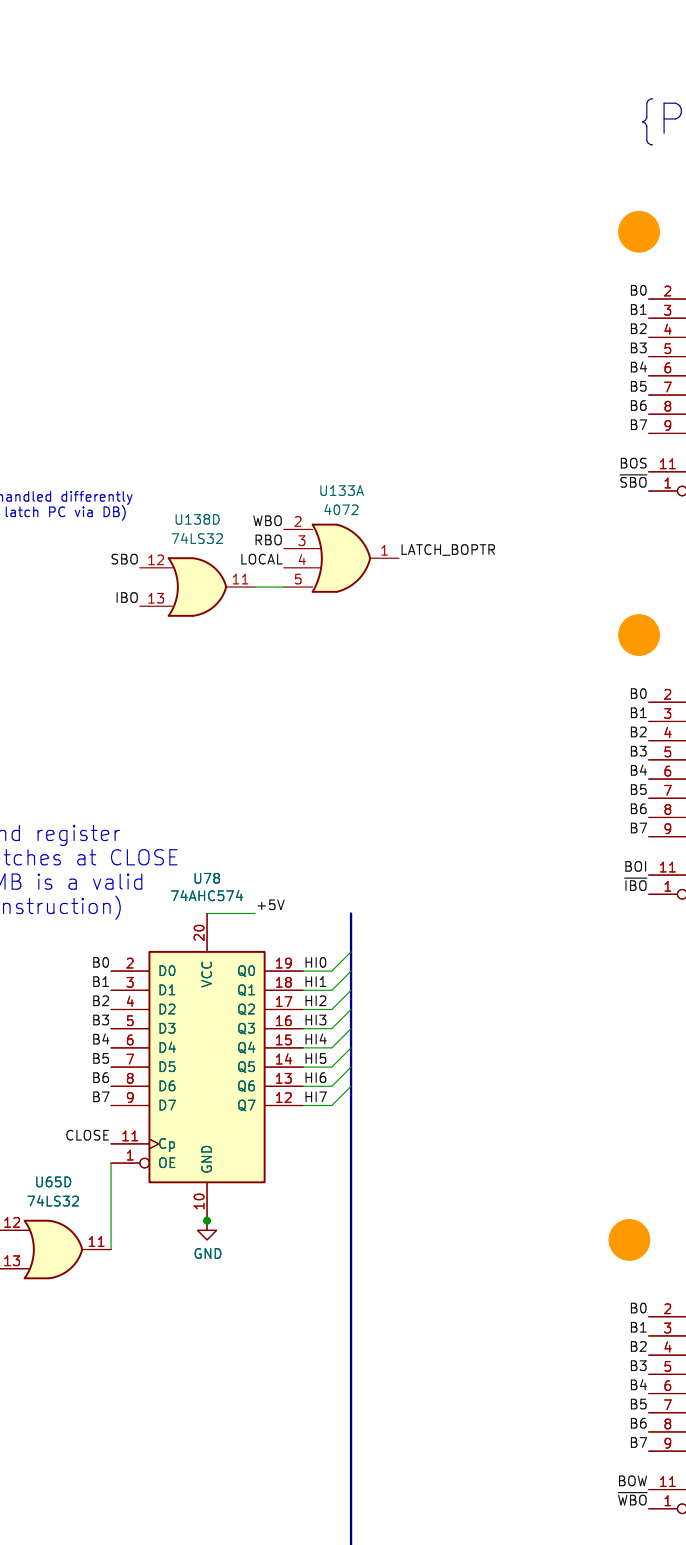 {P
B0 2
B1 3
B2 4
B3 5
B4 6
B5 7
B6 8
B7 9
BOS 11
SBO 1
handled differently
latch PC via DB)
U138D
74LS32
SBO 12
IBO 13
11
U133A
4072
WBO 2
RBO 3
LOCAL 4
5
1 LATCH_BOPTR
B0 2
B1 3
B2 4
B3 5
B4 6
B5 7
B6 8
B7 9
BOI 11
IBO 1
nd register
tches at CLOSE
MB is a valid
nstruction)
U78
74AHC574
+5V
20
VCC
B0 2 D0 Q0 19 HI0
B1 3 D1 Q1 18 HI1
B2 4 D2 Q2 17 HI2
B3 5 D3 Q3 16 HI3
B4 6 D4 Q4 15 HI4
B5 7 D5 Q5 14 HI5
B6 8 D6 Q6 13 HI6
B7 9 D7 Q7 12 HI7
CLOSE 11 Cp
1 OE
GND
10
GND
U65D
74LS32
12
13
11
B0 2
B1 3
B2 4
B3 5
B4 6
B5 7
B6 8
B7 9
BOW 11
WBO 1